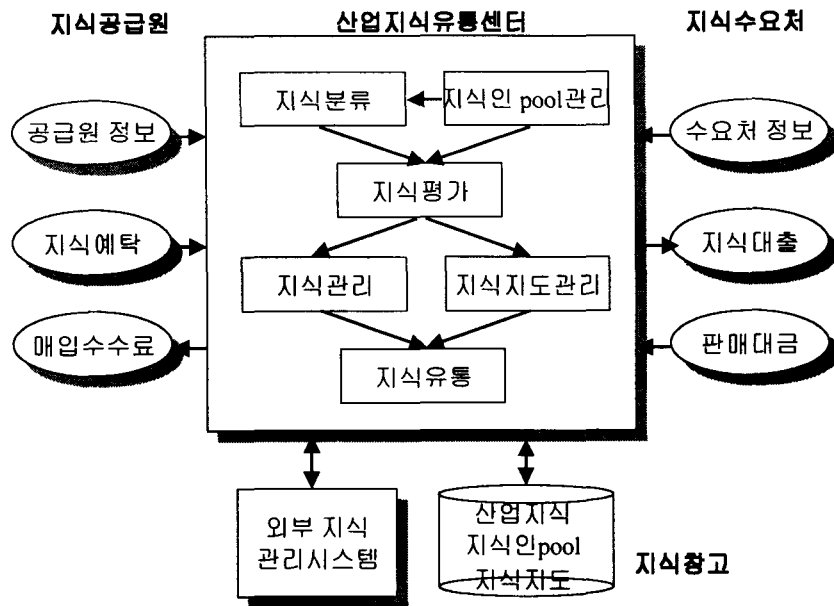 지식공급원
산업지식유통센터
지식수요처
지식분류
지식인 pool관리
공급원 정보
수요처 정보
지식평가
지식예탁
지식대출
지식관리
지식지도관리
매입수수료
판매대금
지식유통
외부 지식
관리시스템
산업지식
지식인pool
지식지도
지식창고